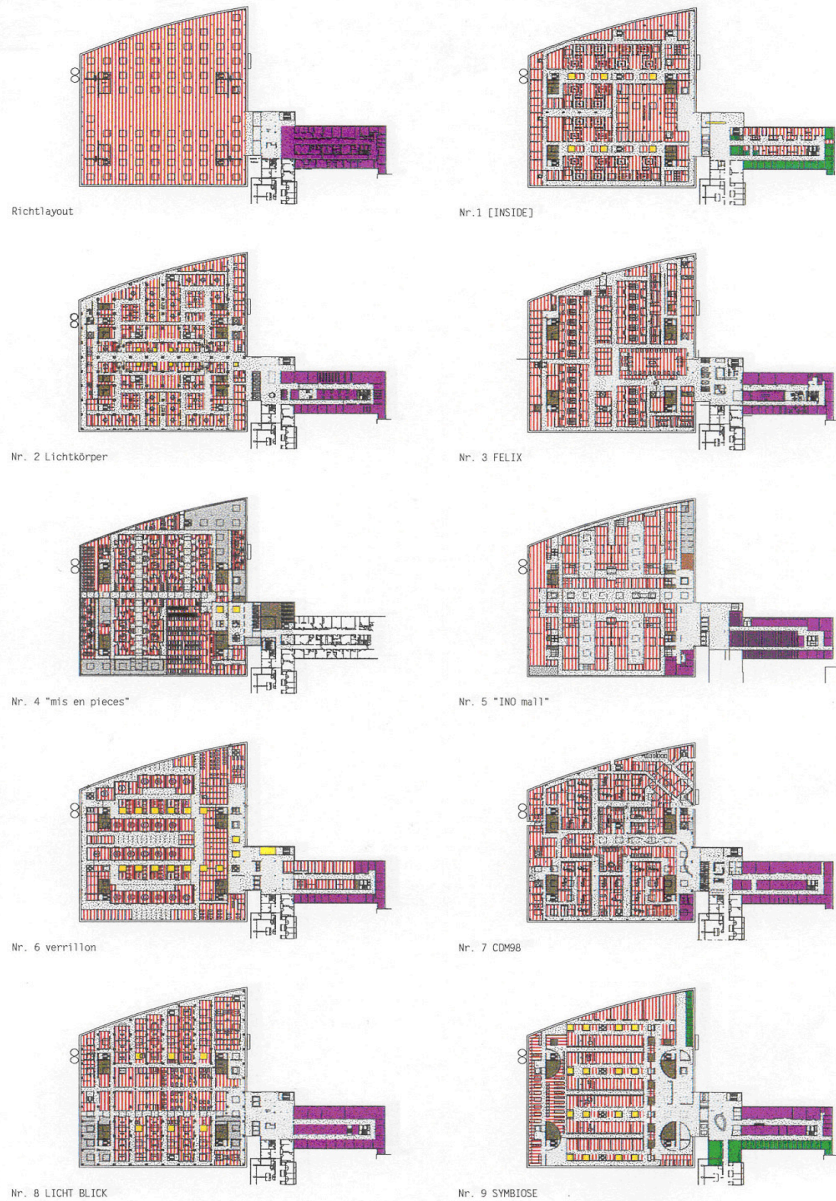 Richtlayout
Nr.1 [INSIDE]
Nr. 2 Lichtkörper
Nr. 3 FELIX
Nr. 4 "mis en pieces"
Nr. 5 "INO mall"
Nr. 6 verrillon
Nr. 7 CDM98
Nr. 8 LICHT BLICK
Nr. 9 SYMBIOSE